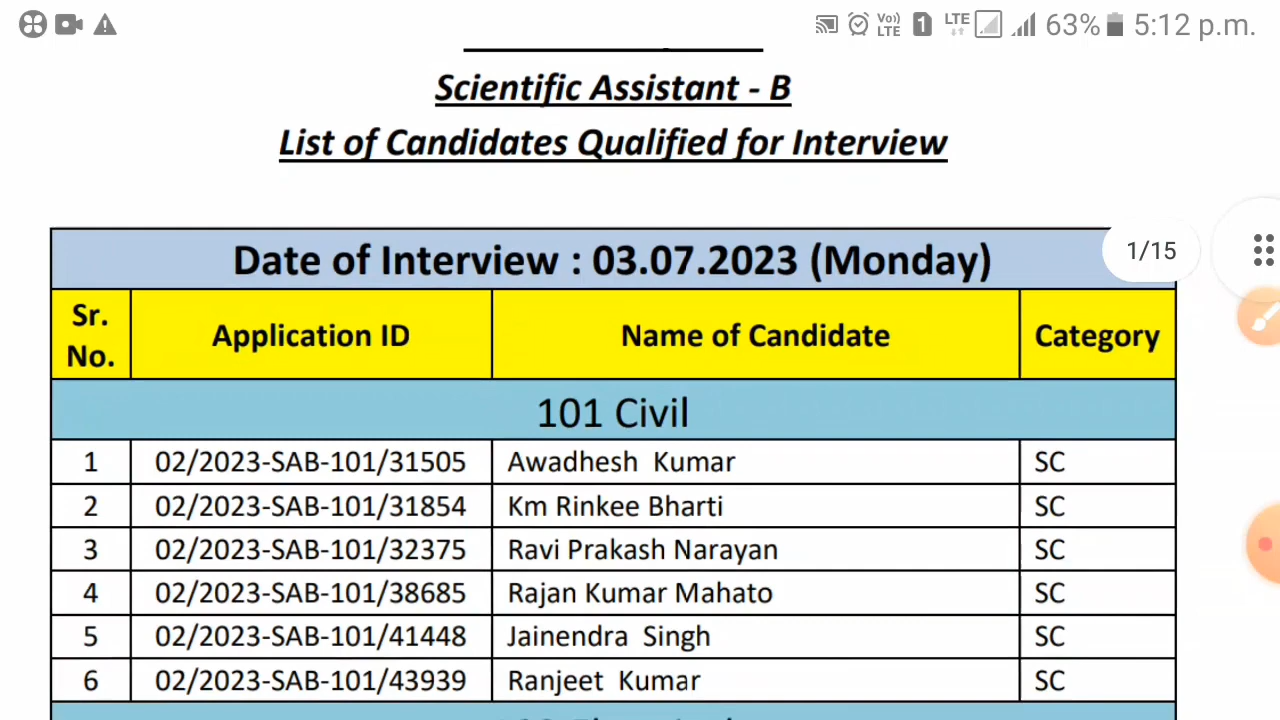 Vo))
LTE
1
LTE
63%
5:12 p.m.
Scientific Assistant - B
List of Candidates Qualified for Interview
Date of Interview : 03.07.2023 (Monday)
1/15
Sr. No. Application ID Name of Candidate Category
101 Civil
1 02/2023-SAB-101/31505 Awadhesh Kumar SC
2 02/2023-SAB-101/31854 Km Rinkee Bharti SC
3 02/2023-SAB-101/32375 Ravi Prakash Narayan SC
4 02/2023-SAB-101/38685 Rajan Kumar Mahato SC
5 02/2023-SAB-101/41448 Jainendra Singh SC
6 02/2023-SAB-101/43939 Ranjeet Kumar SC